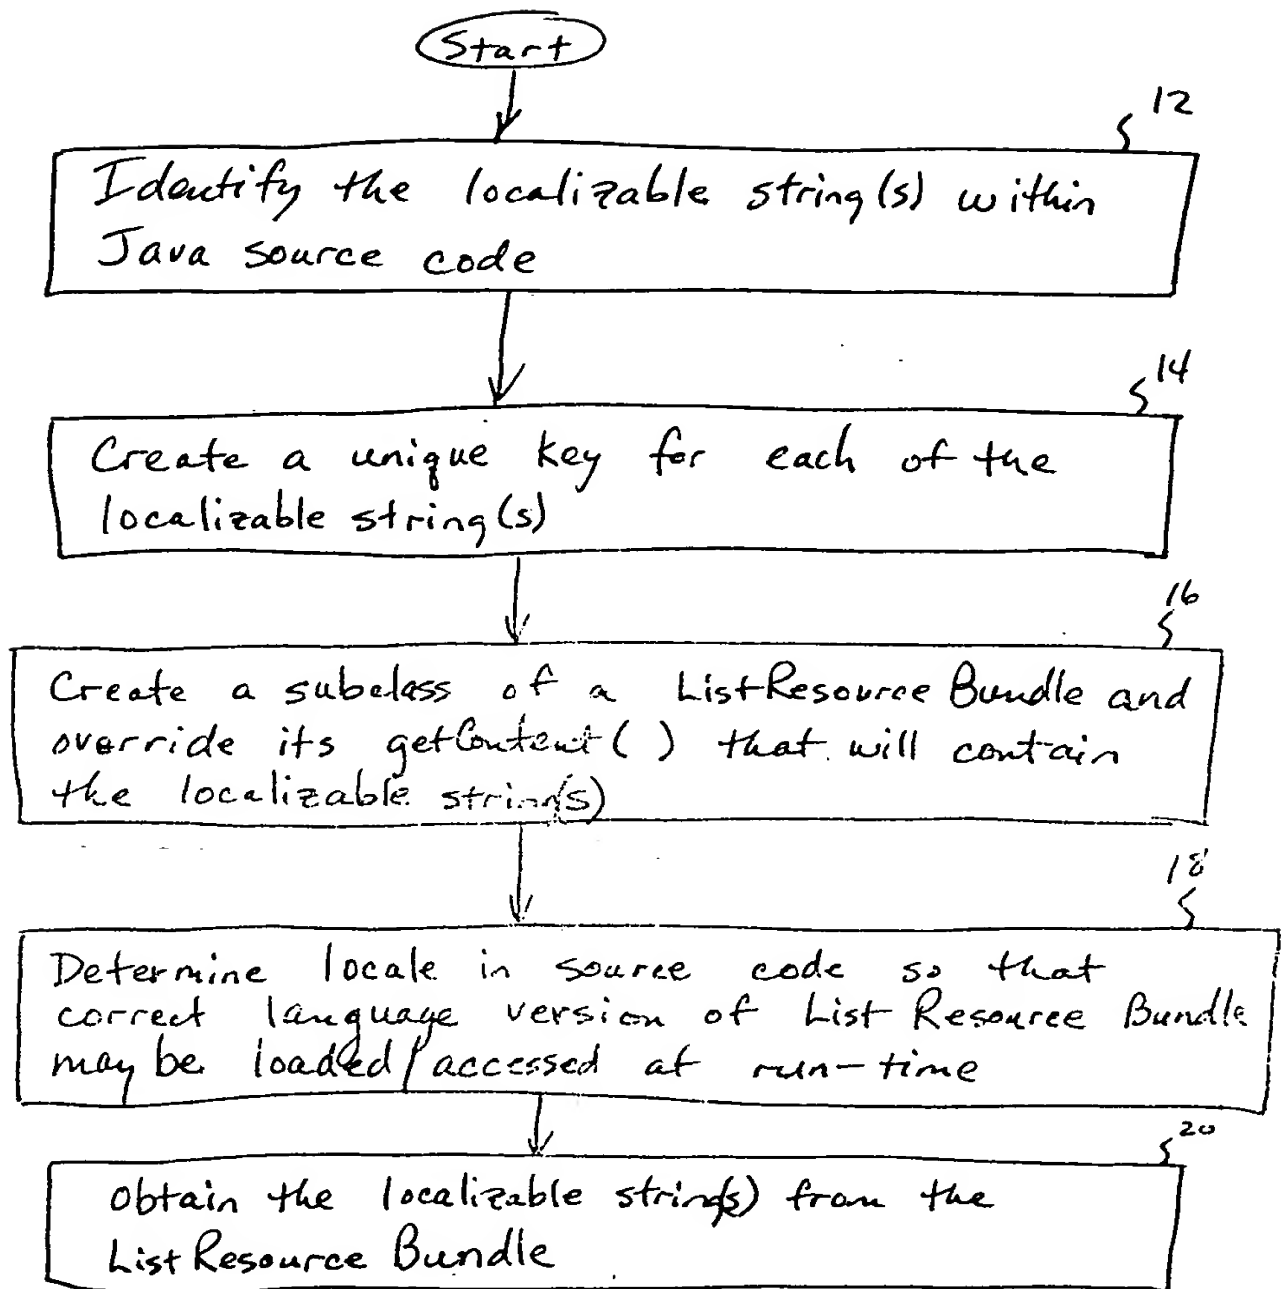 Start
12
Identify the localizable string(s) within
Java source code
14
Create a unique key for each of the
localizable string(s)
16
Create a subclass of a ListResource Bundle and
override its getContent( ) that will contain
the localizable string(s)
18
Determine locale in source code so that
correct language version of List Resource Bundle
may be loaded/accessed at run-time
20
obtain the localizable string(s) from the
List Resource Bundle